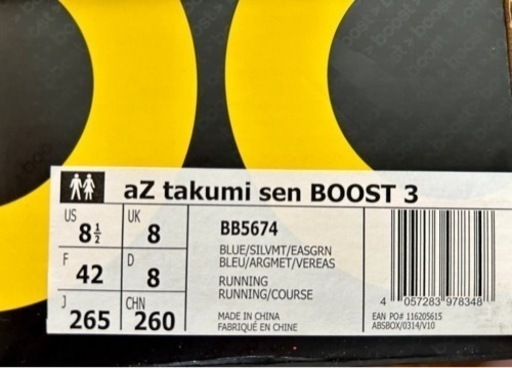 boost
aZ takumi sen BOOST 3
US 8½ UK 8
F 42 D 8
J 265 CHN 260
BB5674
BLUE/SILVMT/EASGRN
BLEU/ARGMET/VEREAS
RUNNING
RUNNING/COURSE
MADE IN CHINA
FABRIQUÉ EN CHINE
4 057283 978348
EAN PO# 116205615
ABSBOX/0314/V10